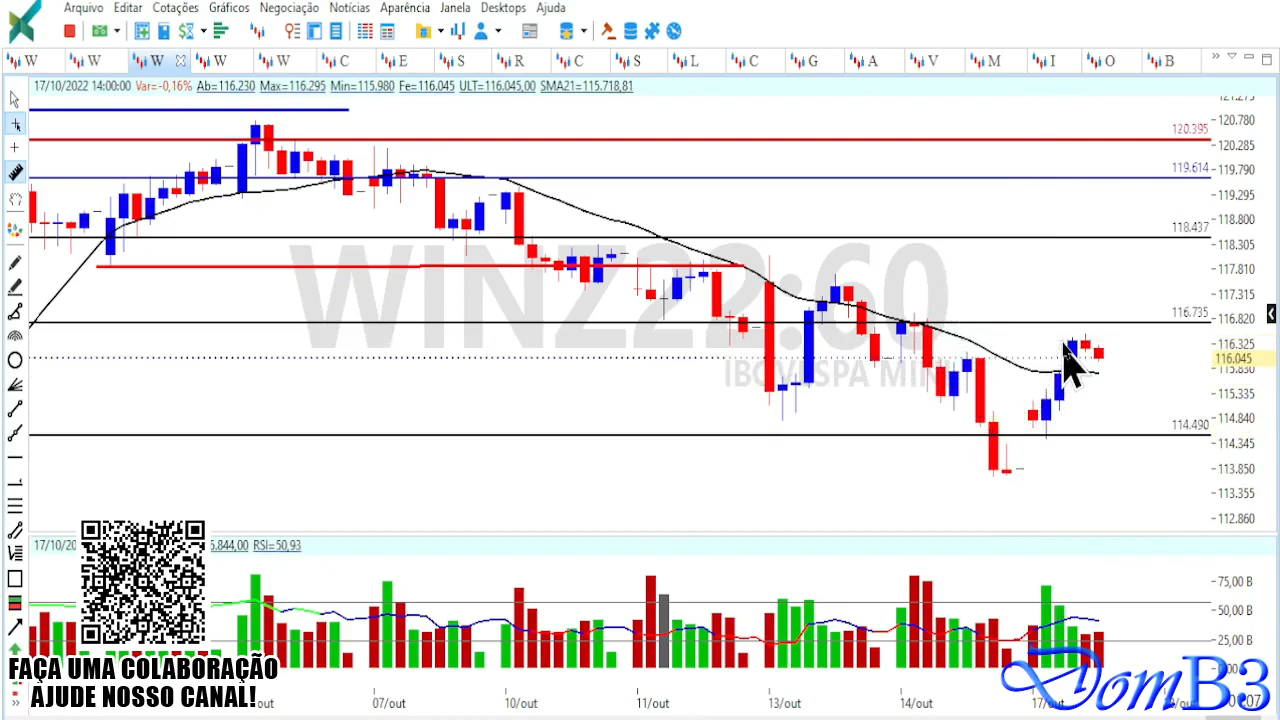 Arquivo Editar Cotações Gráficos Negociação Notícias Aparência Janela Desktops Ajuda
W W W W W C E S R C S L C G A V M I O B
17/10/2022 14:00:00 Var=-0,16% Ab=116.230 Max=116.295 Min=115.980 Fe=116.045 ULT=116.045,00 SMA21=115.718,81
120.395
119.614
118.437
116.735
114.490
121.275
120.780
120.285
119.790
119.295
118.800
118.305
117.810
117.315
116.820
116.325
116.045
115.830
115.335
114.840
114.345
113.850
113.355
112.860
WINZ22:60
IBOVESPA MINI
RSI=50,93
75,00 B
50,00 B
25,00 B
07/out 10/out 11/out 13/out 14/out 17/out
FAÇA UMA COLABORAÇÃO
AJUDE NOSSO CANAL!
DomB3